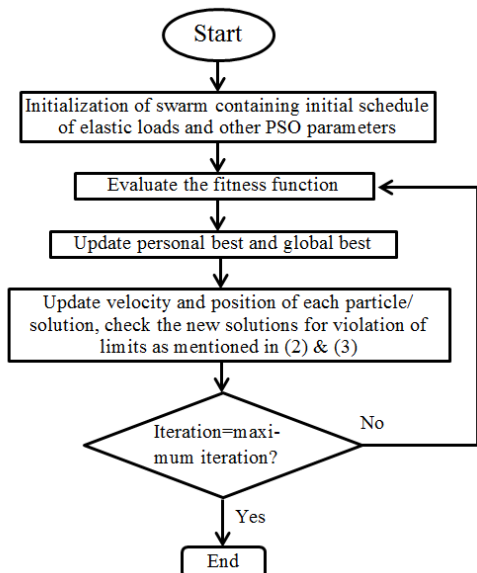 Start
Initialization of swarm containing initial schedule
of elastic loads and other PSO parameters
Evaluate the fitness function
Update personal best and global best
Update velocity and position of each particle/
solution, check the new solutions for violation of
limits as mentioned in (2) & (3)
Iteration=maxi-
mum iteration?
No
Yes
End